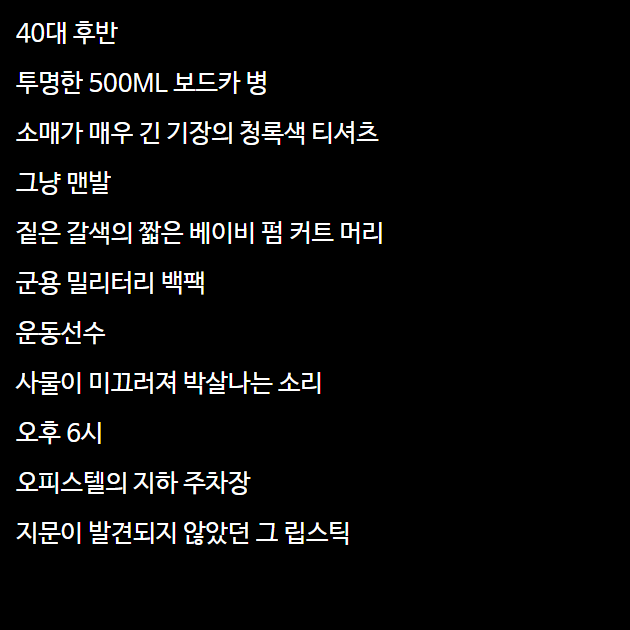 40대 후반
투명한 500ML 보드카 병
소매가 매우 긴 기장의 청록색 티셔츠
그냥 맨발
짙은 갈색의 짧은 베이비 펌 커트 머리
군용 밀리터리 백팩
운동선수
사물이 미끄러져 박살나는 소리
오후 6시
오피스텔의 지하 주차장
지문이 발견되지 않았던 그 립스틱